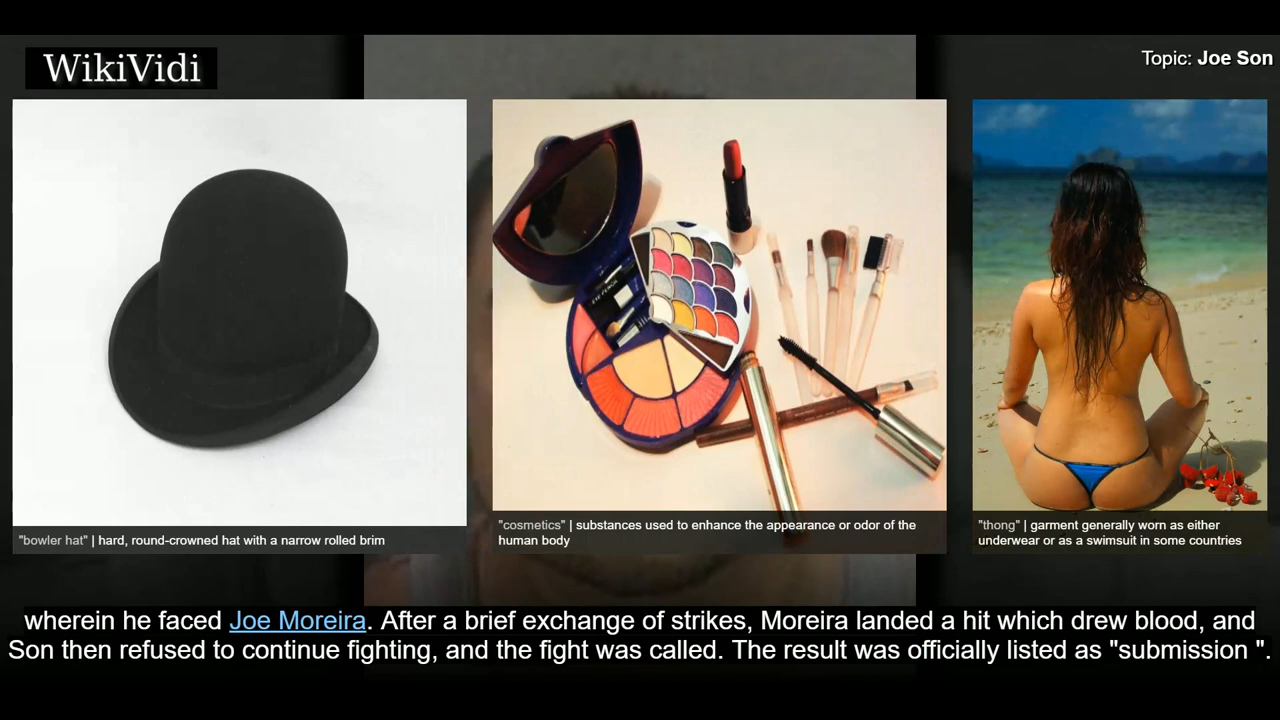 WikiVidi
Topic: Joe Son
"bowler hat" | hard, round-crowned hat with a narrow rolled brim
"cosmetics" | substances used to enhance the appearance or odor of the
human body
"thong" | garment generally worn as either
underwear or as a swimsuit in some countries
wherein he faced Joe Moreira. After a brief exchange of strikes, Moreira landed a hit which drew blood, and
Son then refused to continue fighting, and the fight was called. The result was officially listed as "submission ".